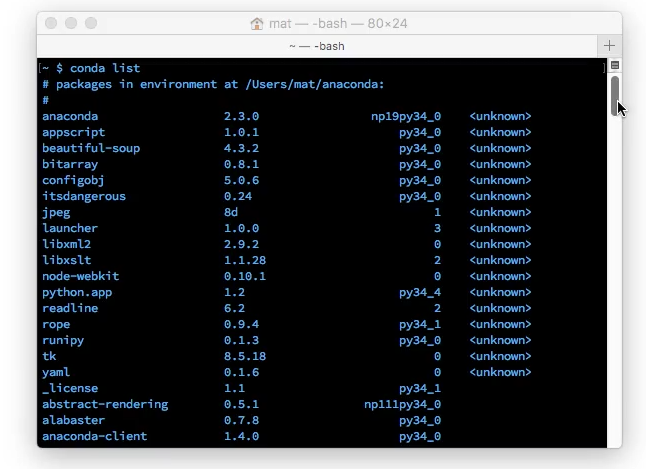 mat — -bash — 80×24
~ — -bash
[~ $ conda list ]
# packages in environment at /Users/mat/anaconda:
#
anaconda 2.3.0 np19py34_0 <unknown>
appscript 1.0.1 py34_0 <unknown>
beautiful-soup 4.3.2 py34_0 <unknown>
bitarray 0.8.1 py34_0 <unknown>
configobj 5.0.6 py34_0 <unknown>
itsdangerous 0.24 py34_0 <unknown>
jpeg 8d 1 <unknown>
launcher 1.0.0 3 <unknown>
libxml2 2.9.2 0 <unknown>
libxslt 1.1.28 2 <unknown>
node-webkit 0.10.1 0 <unknown>
python.app 1.2 py34_4 <unknown>
readline 6.2 2 <unknown>
rope 0.9.4 py34_1 <unknown>
runipy 0.1.3 py34_0 <unknown>
tk 8.5.18 0 <unknown>
yaml 0.1.6 0 <unknown>
_license 1.1 py34_1
abstract-rendering 0.5.1 np111py34_0
alabaster 0.7.8 py34_0
anaconda-client 1.4.0 py34_0